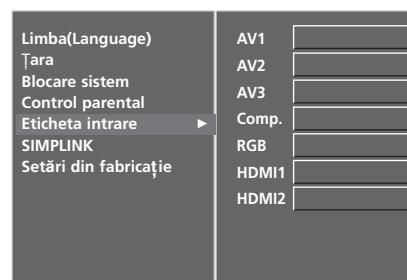 Limba(Language)
Țara
Blocare sistem
Control parental
Eticheta intrare ►
SIMPLINK
Setări din fabricație
AV1
AV2
AV3
Comp.
RGB
HDMI1
HDMI2